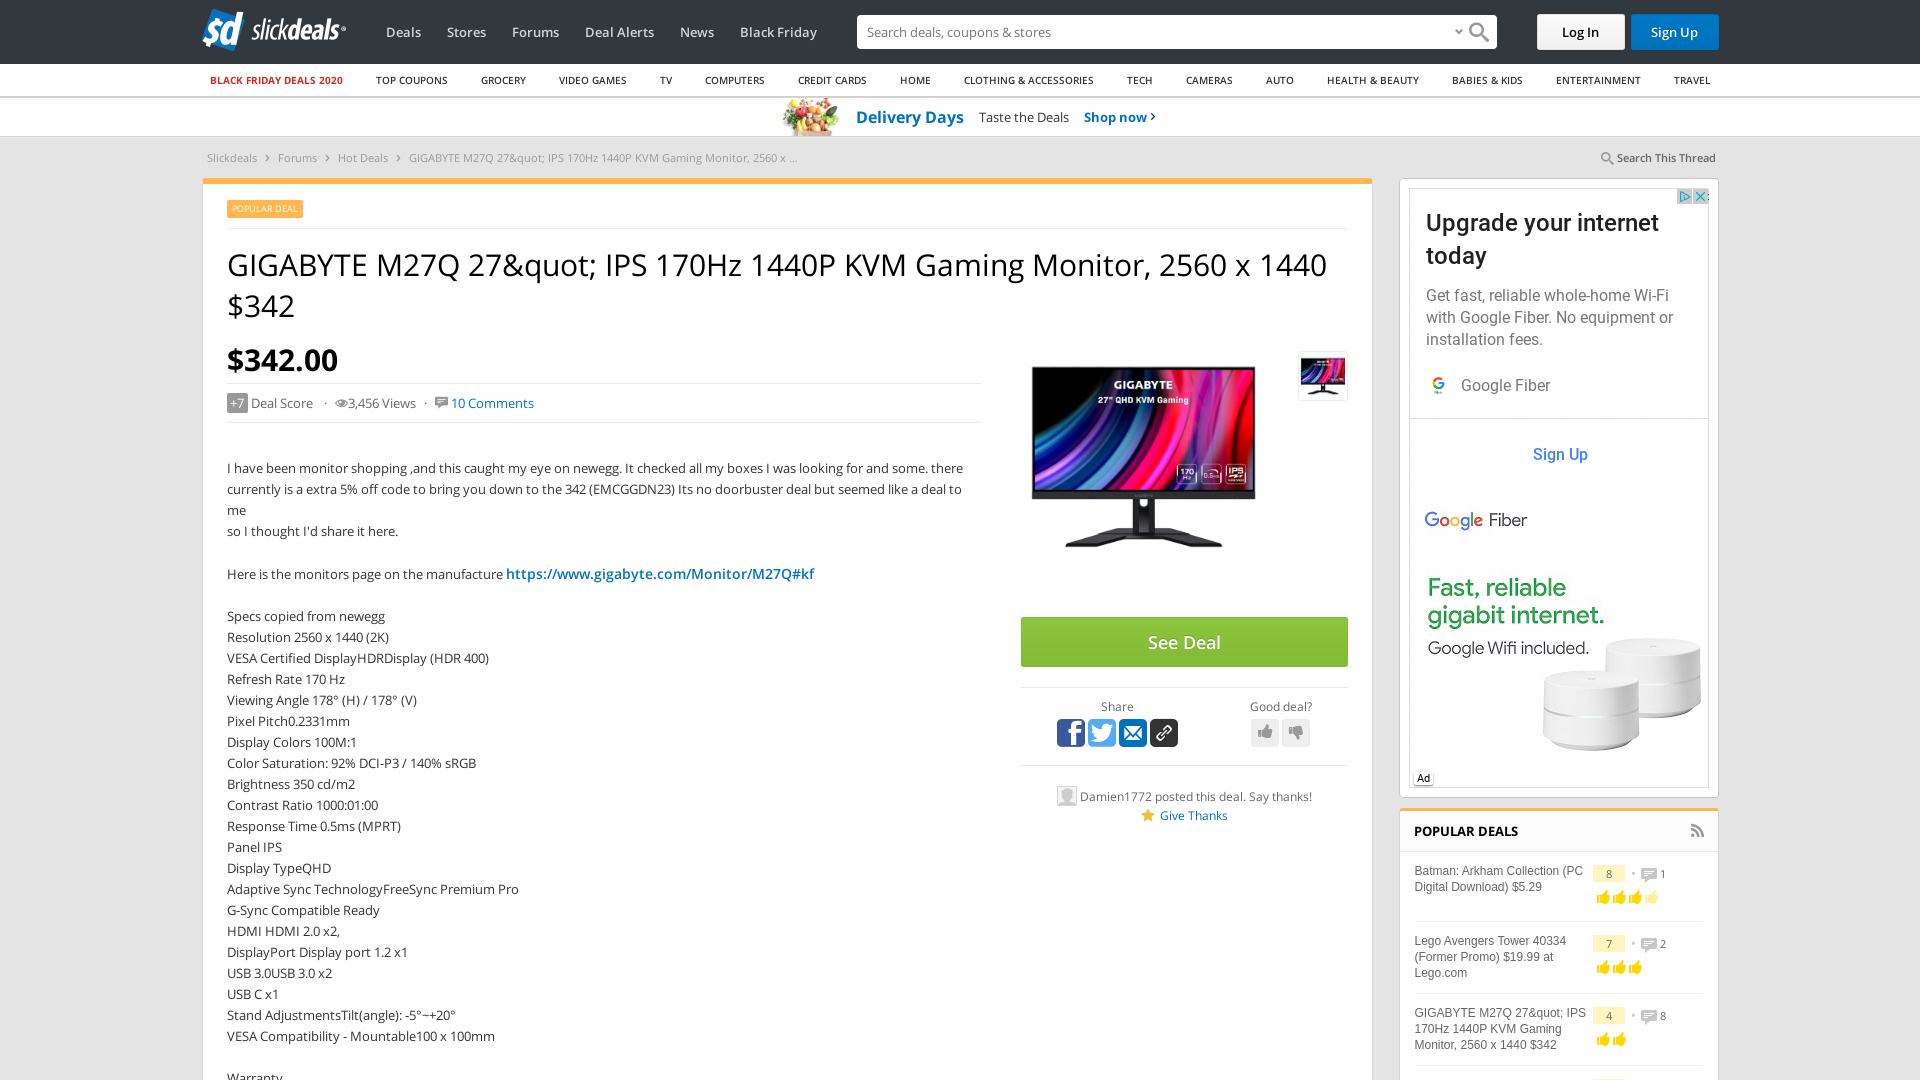 slickdeals
Deals
Stores
Forums
Deal Alerts
News
Black Friday
Search deals, coupons & stores
Log In
Sign Up
BLACK FRIDAY DEALS 2020
TOP COUPONS
GROCERY
VIDEO GAMES
TV
COMPUTERS
CREDIT CARDS
HOME
CLOTHING & ACCESSORIES
TECH
CAMERAS
AUTO
HEALTH & BEAUTY
BABIES & KIDS
ENTERTAINMENT
TRAVEL
Delivery Days Taste the Deals Shop now
Slickdeals > Forums > Hot Deals > GIGABYTE M27Q 27&quot; IPS 170Hz 1440P KVM Gaming Monitor, 2560 x ...
Search This Thread
POPULAR DEAL
GIGABYTE M27Q 27&quot; IPS 170Hz 1440P KVM Gaming Monitor, 2560 x 1440
$342
$342.00
+7 Deal Score · 3,456 Views · 10 Comments
I have been monitor shopping ,and this caught my eye on newegg. It checked all my boxes I was looking for and some. there
currently is a extra 5% off code to bring you down to the 342 (EMCGGDN23) Its no doorbuster deal but seemed like a deal to
me
so I thought I'd share it here.
Here is the monitors page on the manufacture https://www.gigabyte.com/Monitor/M27Q#kf
Specs copied from newegg
Resolution 2560 x 1440 (2K)
VESA Certified DisplayHDRDisplay (HDR 400)
Refresh Rate 170 Hz
Viewing Angle 178° (H) / 178° (V)
Pixel Pitch0.2331mm
Display Colors 100M:1
Color Saturation: 92% DCI-P3 / 140% sRGB
Brightness 350 cd/m2
Contrast Ratio 1000:01:00
Response Time 0.5ms (MPRT)
Panel IPS
Display TypeQHD
Adaptive Sync TechnologyFreeSync Premium Pro
G-Sync Compatible Ready
HDMI HDMI 2.0 x2,
DisplayPort Display port 1.2 x1
USB 3.0USB 3.0 x2
USB C x1
Stand AdjustmentsTilt(angle): -5°~+20°
VESA Compatibility - Mountable100 x 100mm
Warranty
GIGABYTE
27" QHD KVM Gaming
170 Hz
0.5ms
IPS
See Deal
Share
Good deal?
Damien1772 posted this deal. Say thanks!
Give Thanks
Upgrade your internet
today
Get fast, reliable whole-home Wi-Fi
with Google Fiber. No equipment or
installation fees.
Google Fiber
Sign Up
Google Fiber
Fast, reliable
gigabit internet.
Google Wifi included.
Ad
POPULAR DEALS
Batman: Arkham Collection (PC
Digital Download) $5.29
8 • 1
Lego Avengers Tower 40334
(Former Promo) $19.99 at
Lego.com
7 • 2
GIGABYTE M27Q 27&quot; IPS
170Hz 1440P KVM Gaming
Monitor, 2560 x 1440 $342
4 • 8